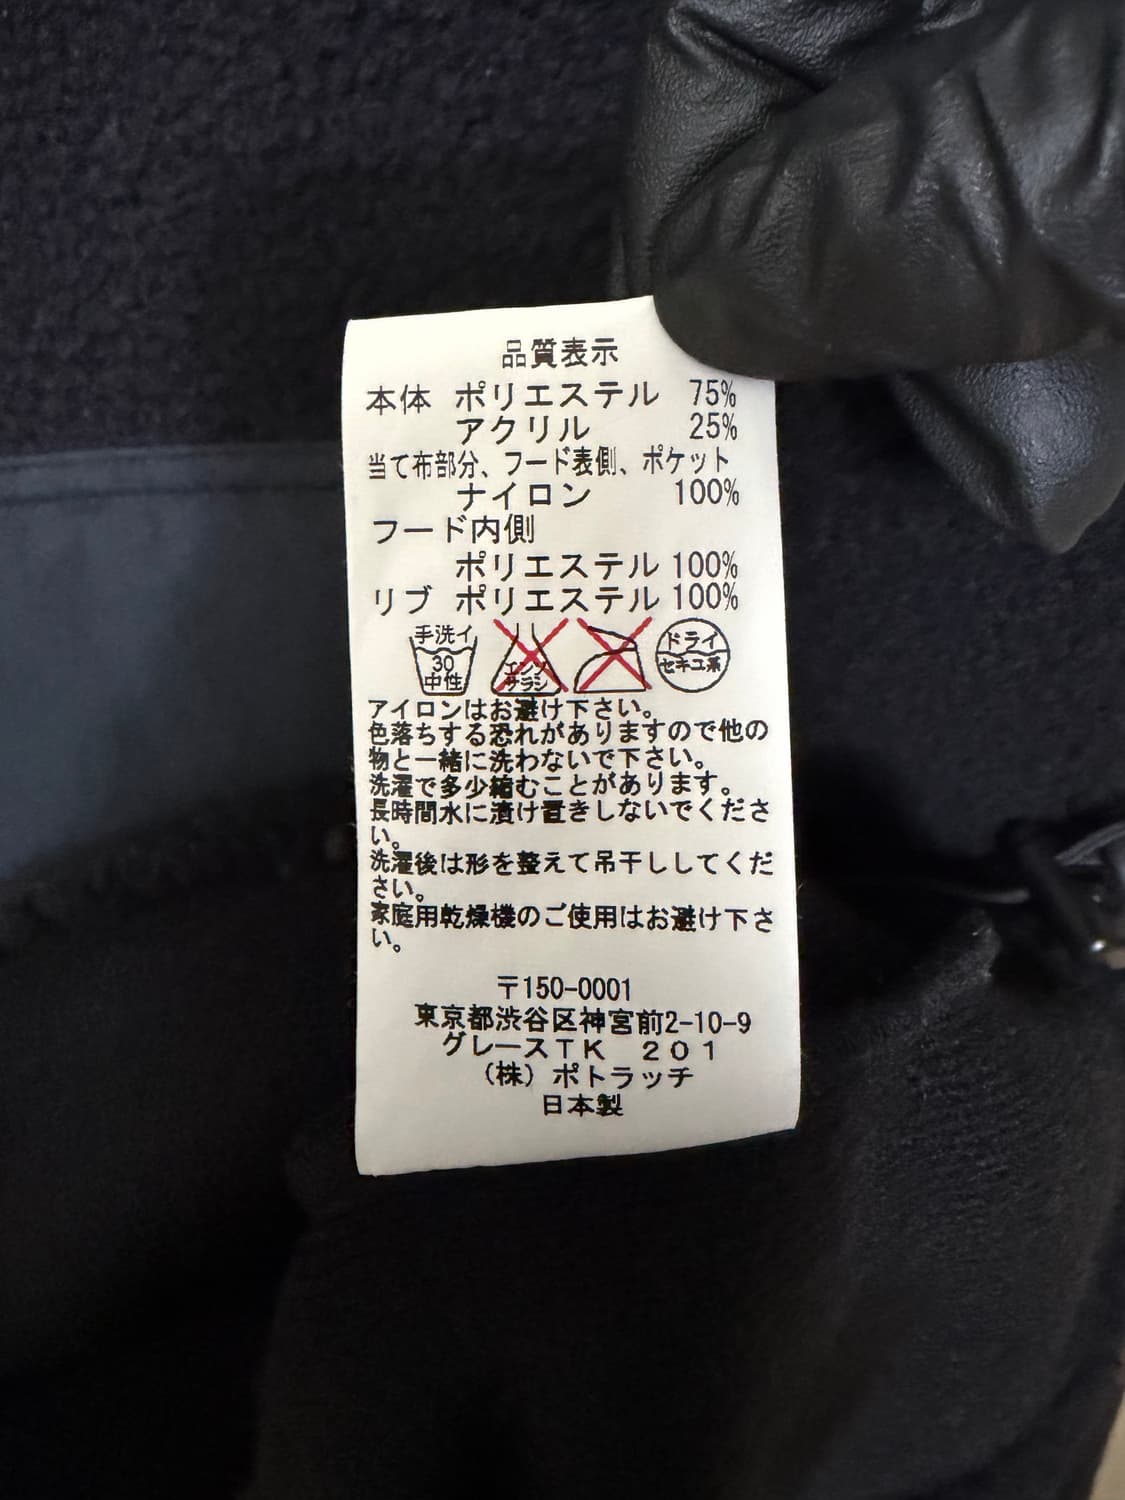 品質表示
本体 ポリエステル 75%
アクリル 25%
当て布部分、フード表側、ポケット
ナイロン 100%
フード内側
ポリエステル 100%
リブ ポリエステル 100%
手洗イ
30
中性
エンソ
サラシ
ドライ
セキユ系
アイロンはお避け下さい。
色落ちする恐れがありますので他の
物と一緒に洗わないで下さい。
洗濯で多少縮むことがあります。
長時間水に漬け置きしないでくださ
い。
洗濯後は形を整えて吊干ししてくだ
さい。
家庭用乾燥機のご使用はお避け下さ
い。
〒150-0001
東京都渋谷区神宮前2-10-9
グレースTK 201
(株) ポトラッチ
日本製